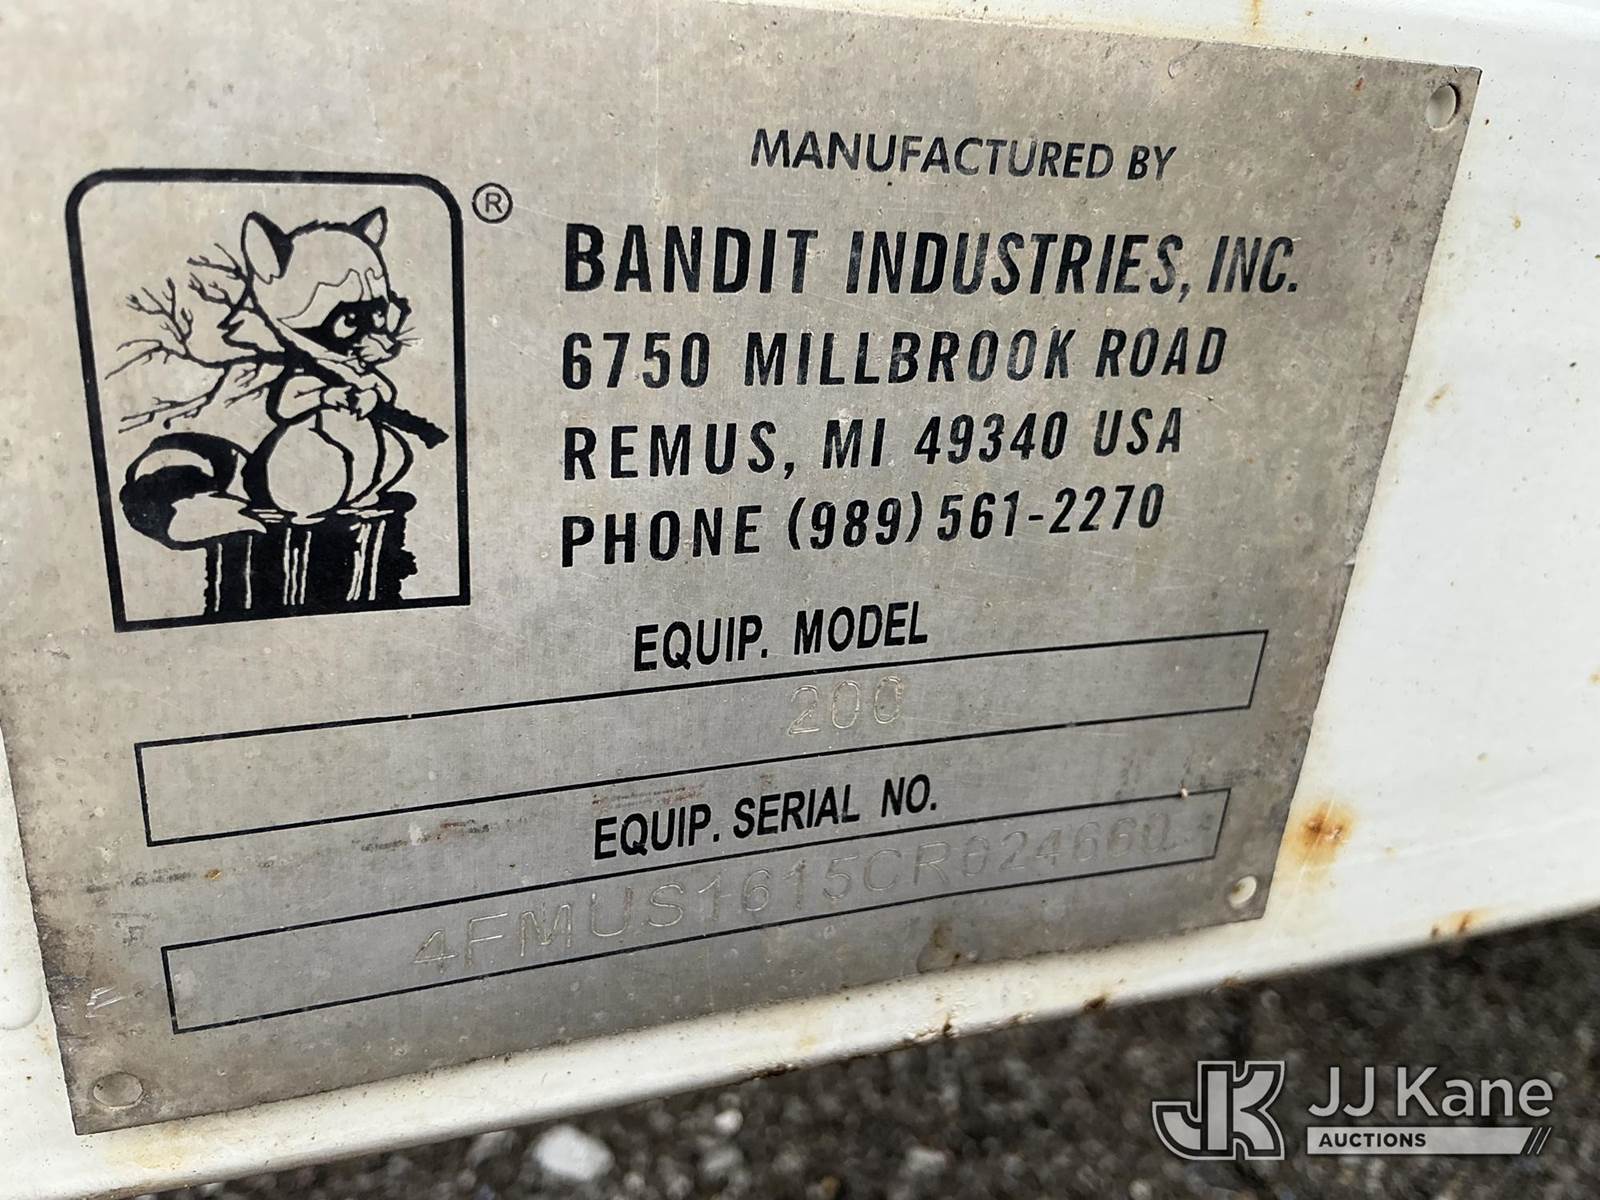 ®
MANUFACTURED BY
BANDIT INDUSTRIES, INC.
6750 MILLBROOK ROAD
REMUS, MI 49340 USA
PHONE (989) 561-2270
EQUIP. MODEL
200
EQUIP. SERIAL NO.
4FMUS1615CR024660
JK JJ Kane
AUCTIONS